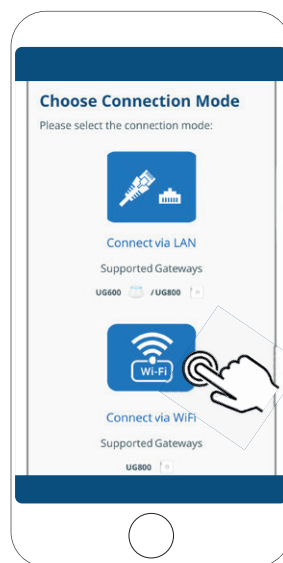 Choose Connection Mode
Please select the connection mode:
Connect via LAN
Supported Gateways
UG600 /UG800
Wi-Fi
Connect via WiFi
Supported Gateways
UG800